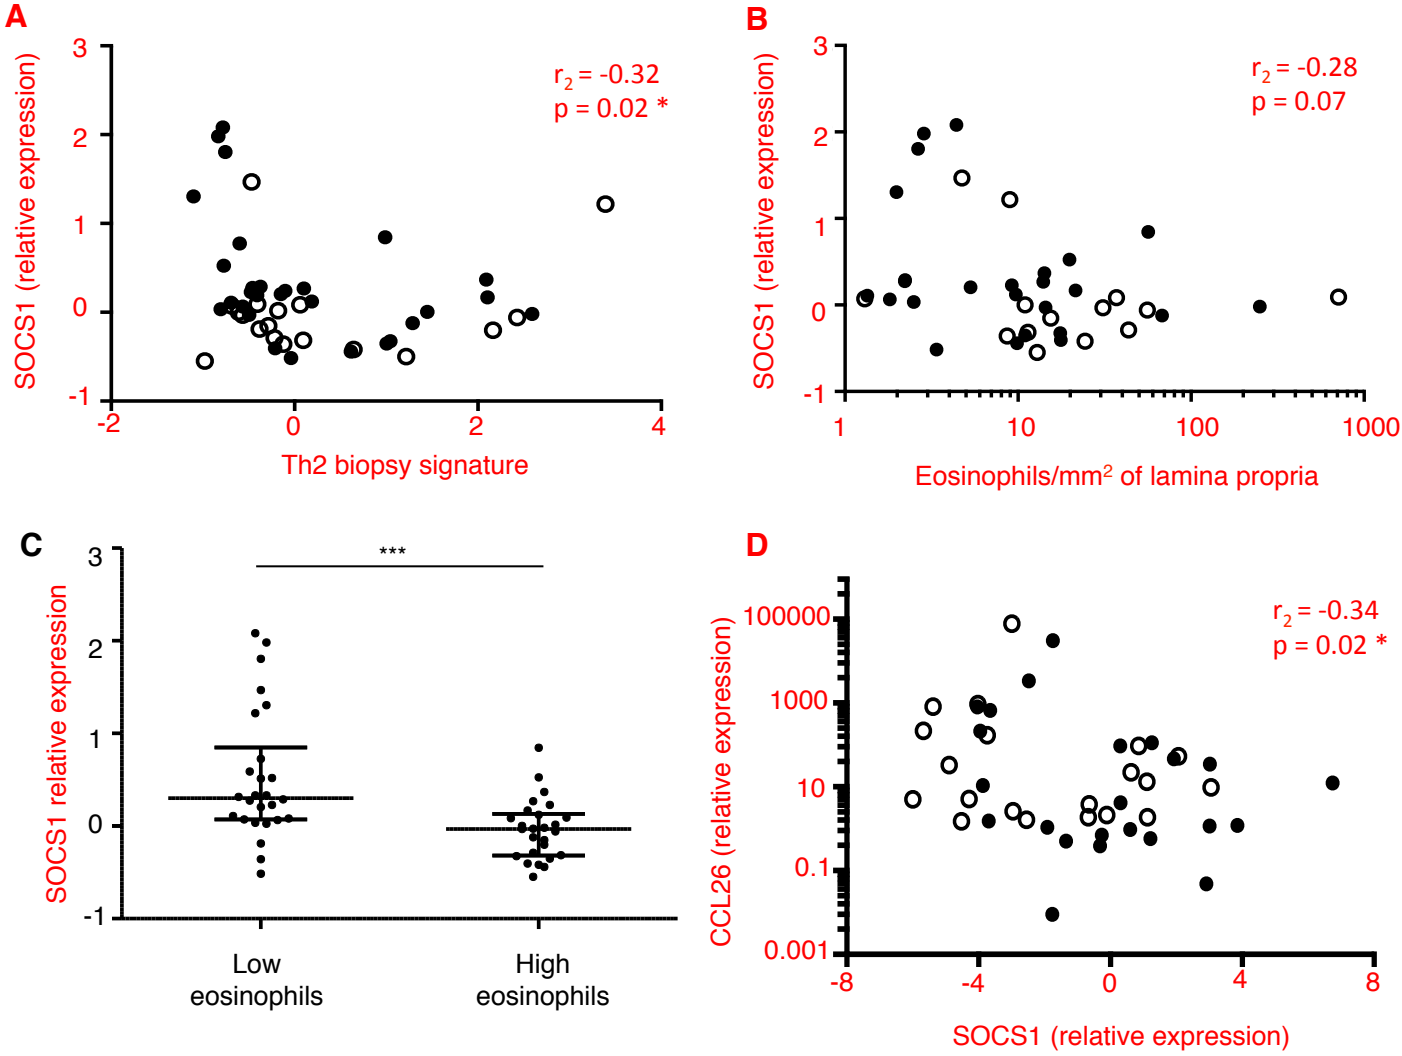 A
3
2
1
0
-1
-2
0
2
4
SOCS1 (relative expression)
Th2 biopsy signature
r2 = -0.32
p = 0.02 *
B
3
2
1
0
-1
1
10
100
1000
SOCS1 (relative expression)
Eosinophils/mm2 of lamina propria
r2 = -0.28
p = 0.07
C
3
2
1
0
-1
SOCS1 relative expression
***
Low
eosinophils
High
eosinophils
D
100000
1000
10
0.1
0.001
-8
-4
0
4
8
CCL26 (relative expression)
SOCS1 (relative expression)
r2 = -0.34
p = 0.02 *